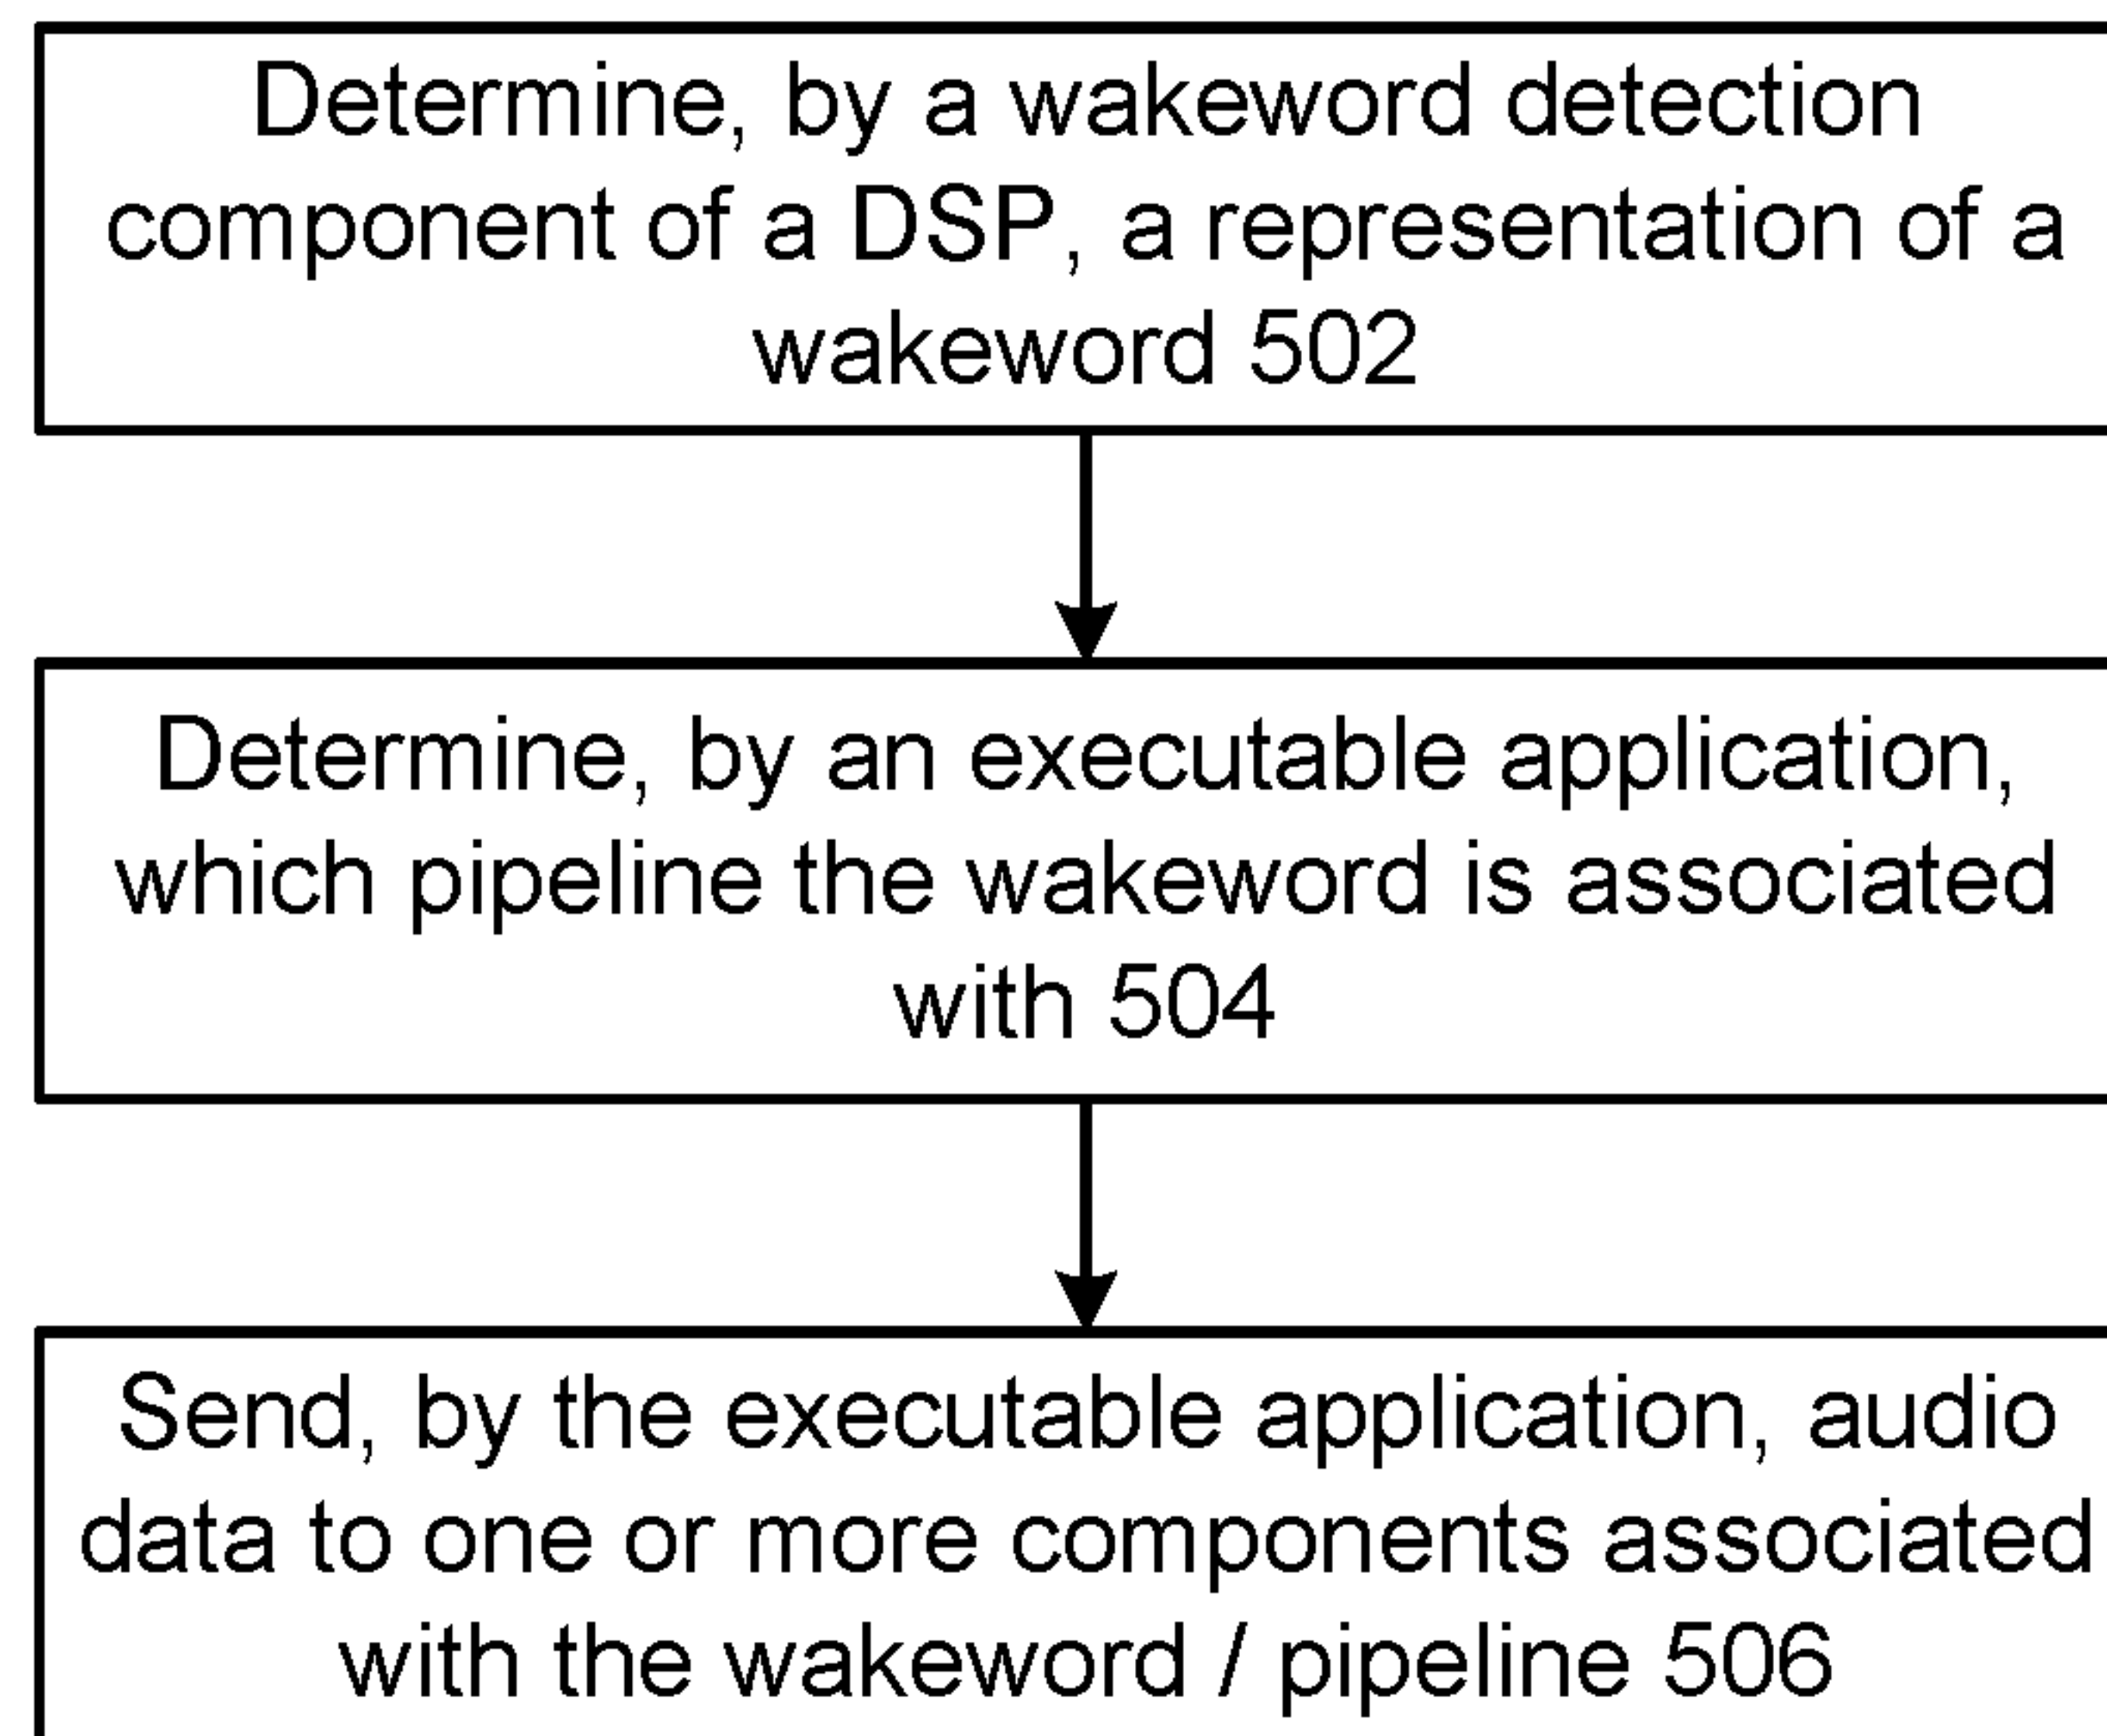 Determine, by a wakeword detection
component of a DSP, a representation of a
wakeword 502
Determine, by an executable application,
which pipeline the wakeword is associated
with 504
Send, by the executable application, audio
data to one or more components associated
with the wakeword / pipeline 506